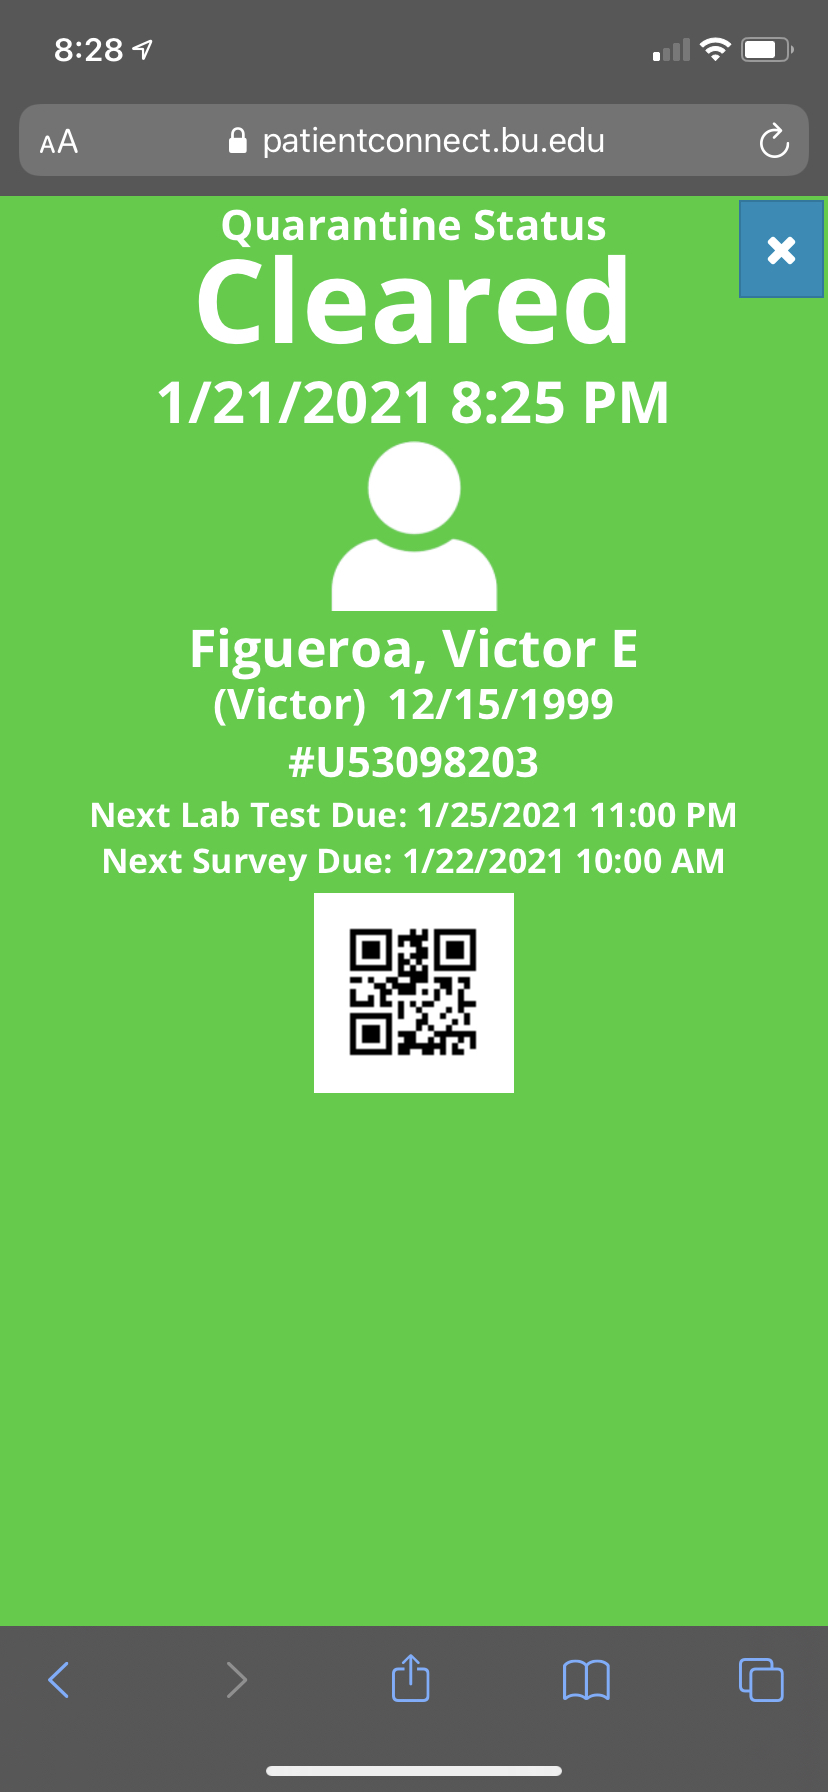 8:28
AA patientconnect.bu.edu
Quarantine Status
Cleared
1/21/2021 8:25 PM
Figueroa, Victor E
(Victor) 12/15/1999
#U53098203
Next Lab Test Due: 1/25/2021 11:00 PM
Next Survey Due: 1/22/2021 10:00 AM